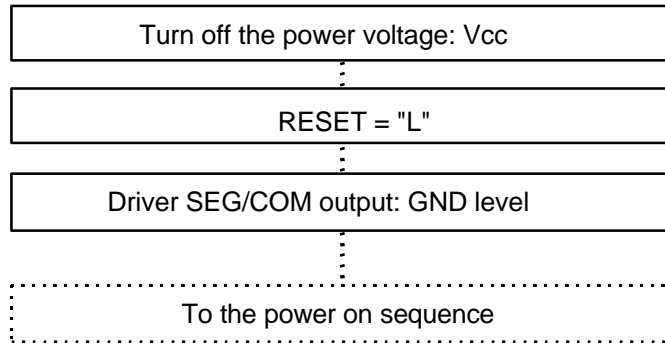 Turn off the power voltage: Vcc
RESET = "L"
Driver SEG/COM output: GND level
To the power on sequence